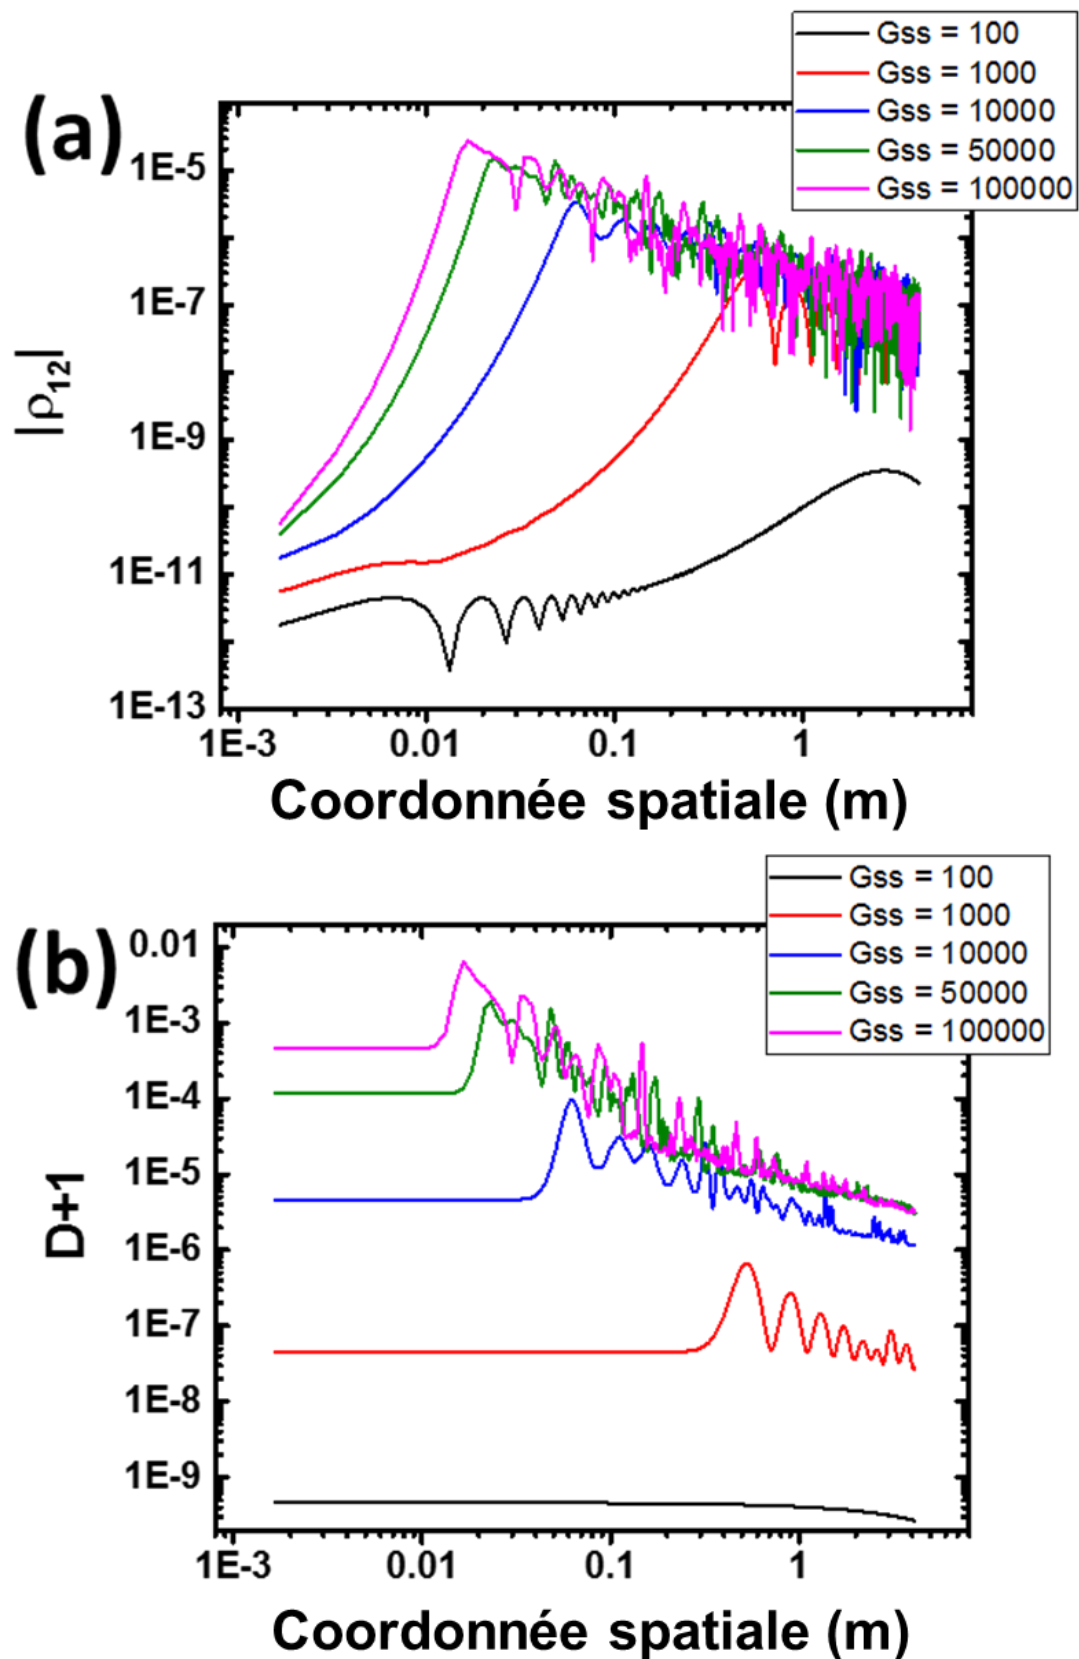 (a)
Gss = 100
Gss = 1000
Gss = 10000
Gss = 50000
Gss = 100000
|ρ12|
1E-5
1E-7
1E-9
1E-11
1E-13
1E-3 0.01 0.1 1
Coordonnée spatiale (m)
(b)
Gss = 100
Gss = 1000
Gss = 10000
Gss = 50000
Gss = 100000
D+1
0.01
1E-3
1E-4
1E-5
1E-6
1E-7
1E-8
1E-9
1E-3 0.01 0.1 1
Coordonnée spatiale (m)